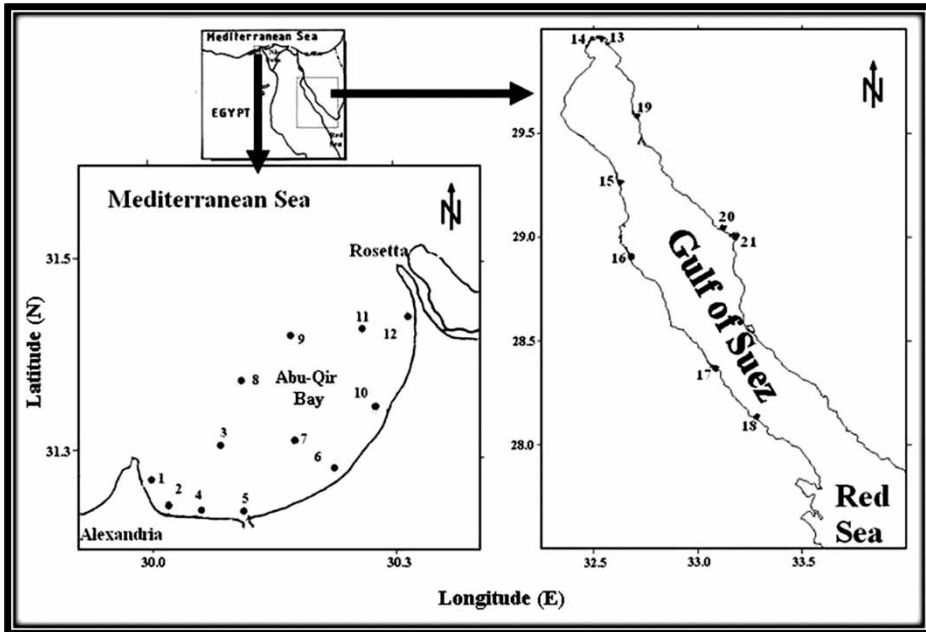 Mediterranean Sea
EGYPT
Red
Sea
Mediterranean Sea
N
Rosetta
31.5
11
12
9
8
Abu-Qir
Bay
10
3
7
31.3
6
1
2
4
5
Alexandria
30.0
30.3
Latitude (N)
14
13
N
19
29.5
15
20
29.0
21
16
Gulf of Suez
28.5
17
18
28.0
Red
Sea
32.5
33.0
33.5
Longitude (E)